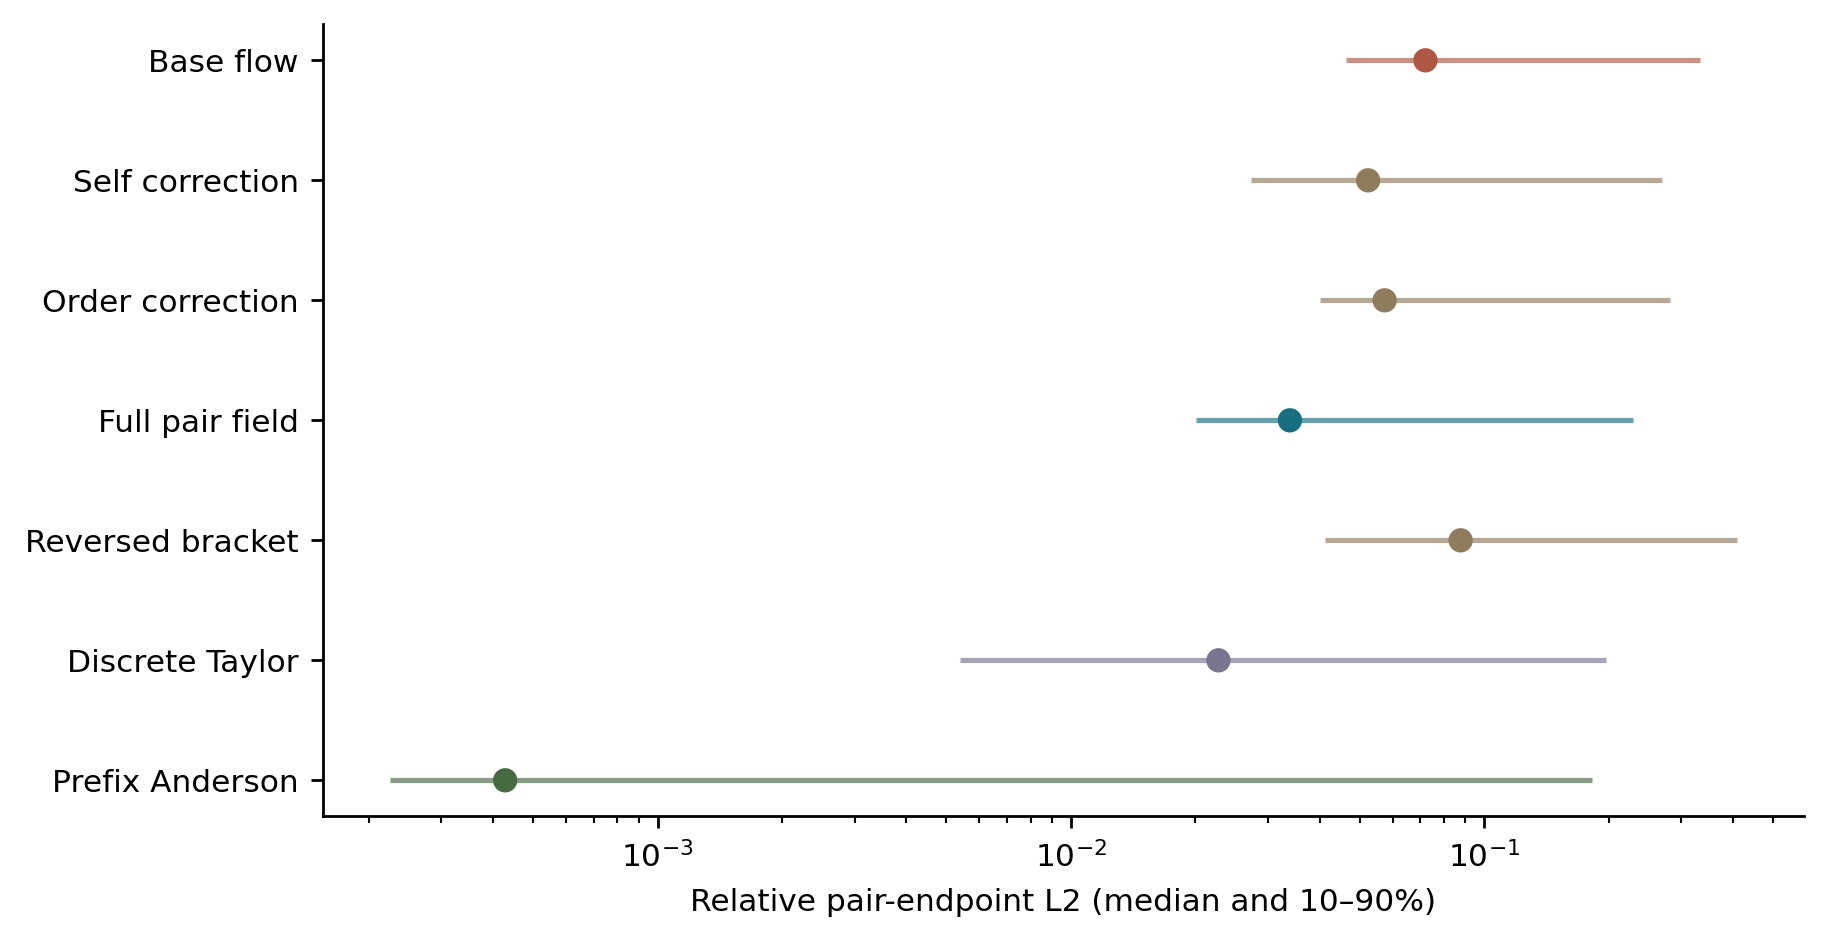 Base flow
Self correction
Order correction
Full pair field
Reversed bracket
Discrete Taylor
Prefix Anderson
10⁻³ 10⁻² 10⁻¹
Relative pair-endpoint L2 (median and 10–90%)